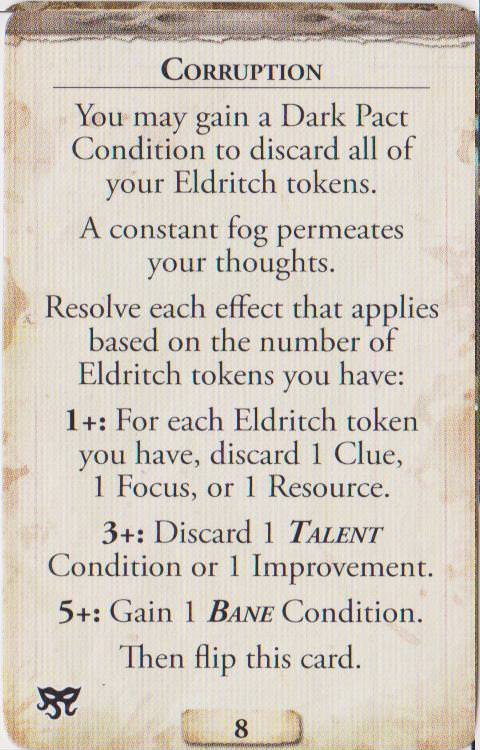 CORRUPTION
You may gain a Dark Pact
Condition to discard all of
your Eldritch tokens.
A constant fog permeates
your thoughts.
Resolve each effect that applies
based on the number of
Eldritch tokens you have:
1+: For each Eldritch token
you have, discard 1 Clue,
1 Focus, or 1 Resource.
3+: Discard 1 TALENT
Condition or 1 Improvement.
5+: Gain 1 BANE Condition.
Then flip this card.
8